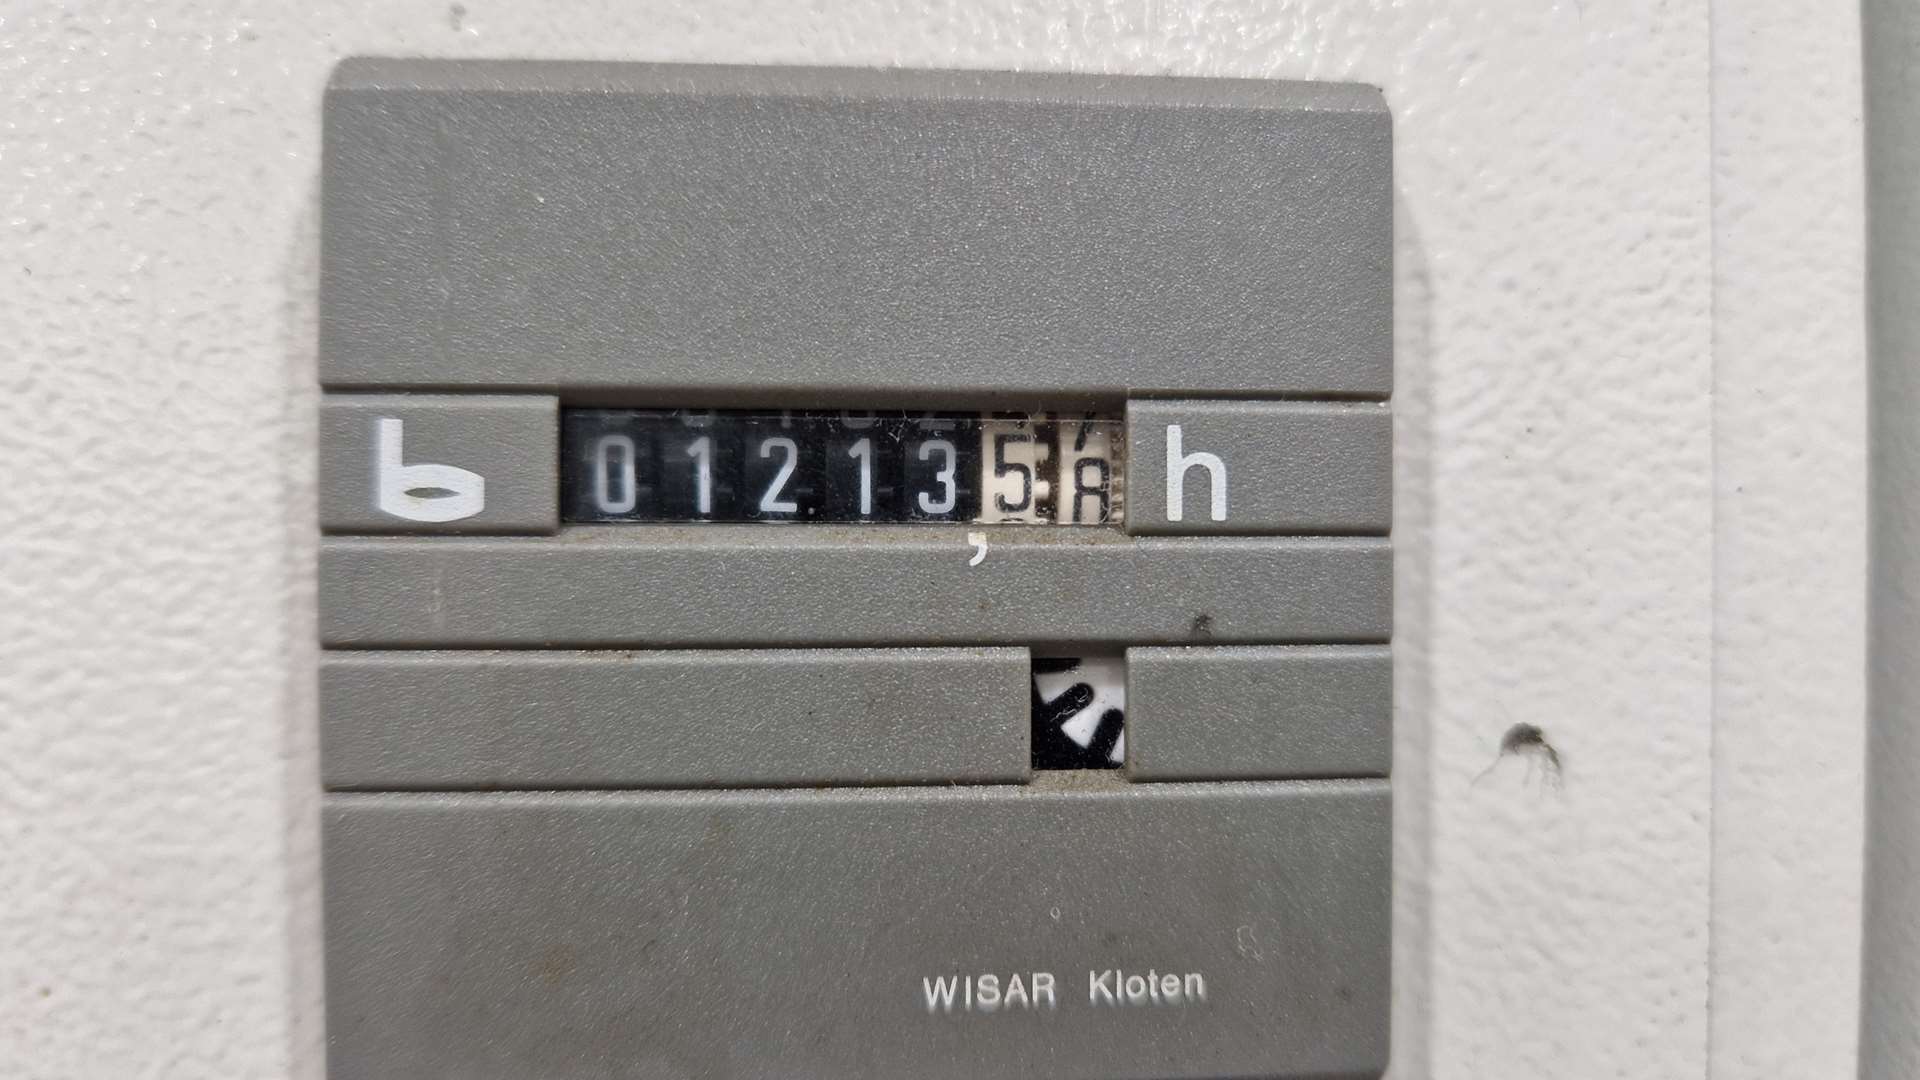 0121358 h
,
WISAR Kloten